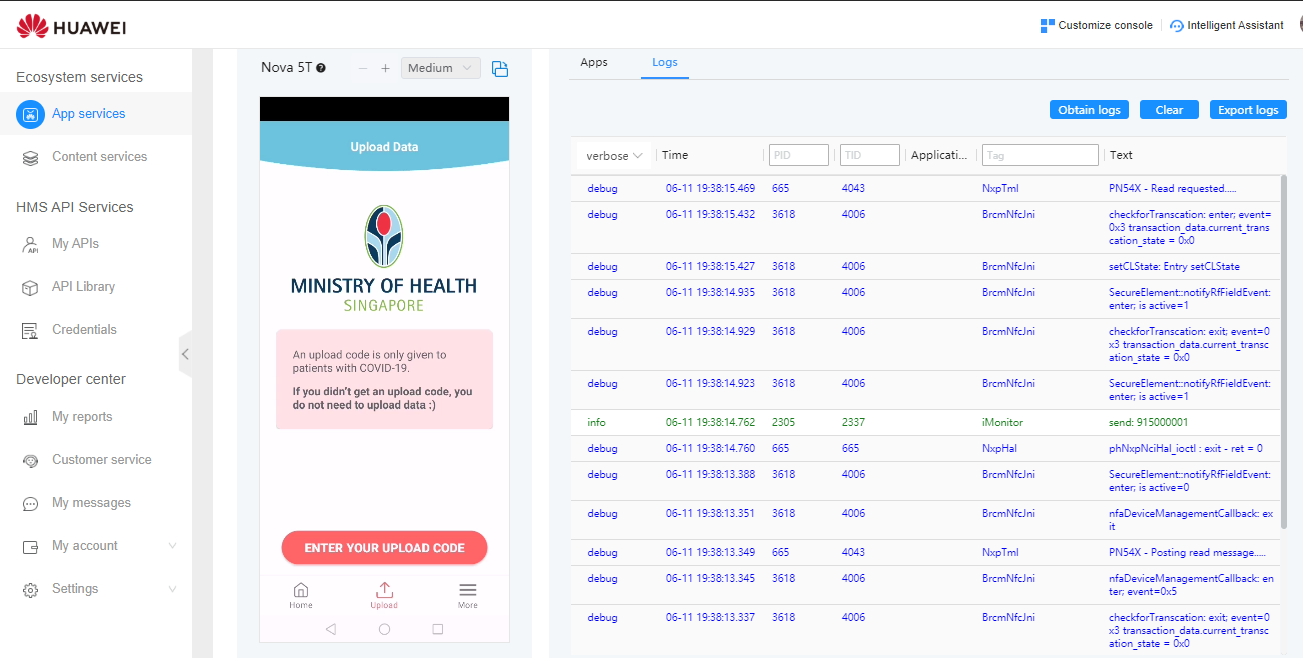 HUAWEI
Customize console
Intelligent Assistant
Ecosystem services
App services
Content services
HMS API Services
My APIs
API Library
Credentials
Developer center
My reports
Customer service
My messages
My account
Settings
Nova 5T
Medium
Upload Data
MINISTRY OF HEALTH
SINGAPORE
An upload code is only given to
patients with COVID-19.
If you didn't get an upload code, you
do not need to upload data :)
ENTER YOUR UPLOAD CODE
Home
Upload
More
Apps
Logs
Obtain logs
Clear
Export logs
verbose Time PID TID Applicati... Tag Text
debug 06-11 19:38:15.469 665 4043 NxpTml PN54X - Read requested.....
debug 06-11 19:38:15.432 3618 4006 BrcmNfcJni checkforTranscation: enter; event=
0x3 transaction_data.current_trans
cation_state = 0x0
debug 06-11 19:38:15.427 3618 4006 BrcmNfcJni setCLState: Entry setCLState
debug 06-11 19:38:14.935 3618 4006 BrcmNfcJni SecureElement::notifyRfFieldEvent:
enter; is active=1
debug 06-11 19:38:14.929 3618 4006 BrcmNfcJni checkforTranscation: exit; event=0
x3 transaction_data.current_transc
ation_state = 0x0
debug 06-11 19:38:14.923 3618 4006 BrcmNfcJni SecureElement::notifyRfFieldEvent:
enter; is active=1
info 06-11 19:38:14.762 2305 2337 iMonitor send: 915000001
debug 06-11 19:38:14.760 665 665 NxpHal phNxpNciHal_ioctl : exit - ret = 0
debug 06-11 19:38:13.388 3618 4006 BrcmNfcJni SecureElement::notifyRfFieldEvent:
enter; is active=0
debug 06-11 19:38:13.351 3618 4006 BrcmNfcJni nfaDeviceManagementCallback: ex
it
debug 06-11 19:38:13.349 665 4043 NxpTml PN54X - Posting read message.....
debug 06-11 19:38:13.345 3618 4006 BrcmNfcJni nfaDeviceManagementCallback: en
ter; event=0x5
debug 06-11 19:38:13.337 3618 4006 BrcmNfcJni checkforTranscation: exit; event=0
x3 transaction_data.current_transc
ation_state = 0x0